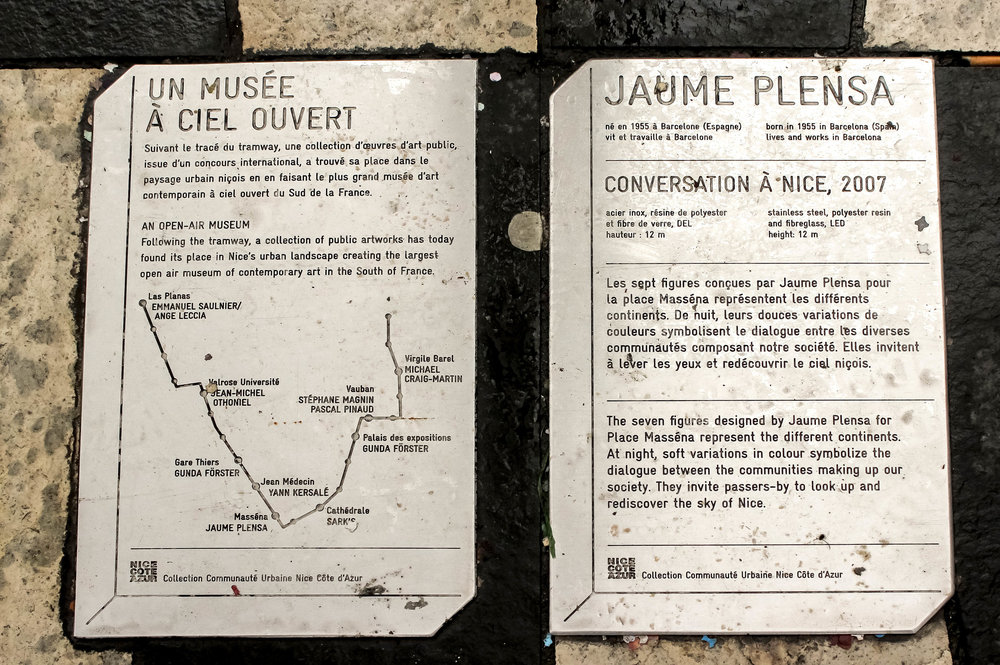 UN MUSÉE
À CIEL OUVERT
Suivant le tracé du tramway, une collection d'œuvres d'art public,
issue d'un concours international, a trouvé sa place dans le
paysage urbain niçois en en faisant le plus grand musée d'art
contemporain à ciel ouvert du Sud de la France.
AN OPEN-AIR MUSEUM
Following the tramway, a collection of public artworks has today
found its place in Nice's urban landscape creating the largest
open air museum of contemporary art in the South of France.
Las Planas
EMMANUEL SAULNIER/
ANGE LECCIA
Valrose Université
JEAN-MICHEL
OTHONIEL
Virgile Barel
MICHAEL
CRAIG-MARTIN
Vauban
STÉPHANE MAGNIN
PASCAL PINAUD
Palais des expositions
GUNDA FÖRSTER
Gare Thiers
GUNDA FÖRSTER
Jean Médecin
YANN KERSALÉ
Cathédrale
SARKIS
Masséna
JAUME PLENSA
NICE
COTE
AZUR
Collection Communauté Urbaine Nice Côte d'Azur
JAUME PLENSA
né en 1955 à Barcelone (Espagne)
vit et travaille à Barcelone
born in 1955 in Barcelona (Spain)
lives and works in Barcelona
CONVERSATION À NICE, 2007
acier inox, résine de polyester
et fibre de verre, DEL
hauteur : 12 m
stainless steel, polyester resin
and fibreglass, LED
height: 12 m
Les sept figures conçues par Jaume Plensa pour
la place Masséna représentent les différents
continents. De nuit, leurs douces variations de
couleurs symbolisent le dialogue entre les diverses
communautés composant notre société. Elles invitent
à lever les yeux et redécouvrir le ciel niçois.
The seven figures designed by Jaume Plensa for
Place Masséna represent the different continents.
At night, soft variations in colour symbolize the
dialogue between the communities making up our
society. They invite passers-by to look up and
rediscover the sky of Nice.
NICE
COTE
AZUR
Collection Communauté Urbaine Nice Côte d'Azur